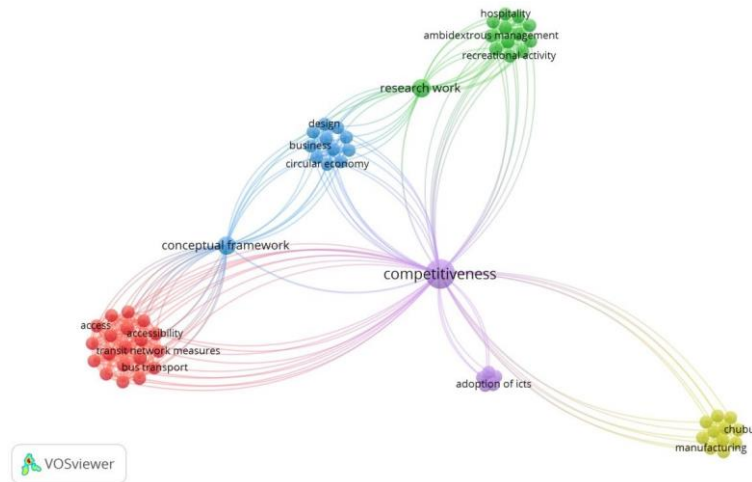 hospitality
ambidextrous management
recreational activity
research work
design
business
circular economy
conceptual framework
competitiveness
access
accessibility
transit network measures
bus transport
adoption of icts
chubu
manufacturing
VOSviewer